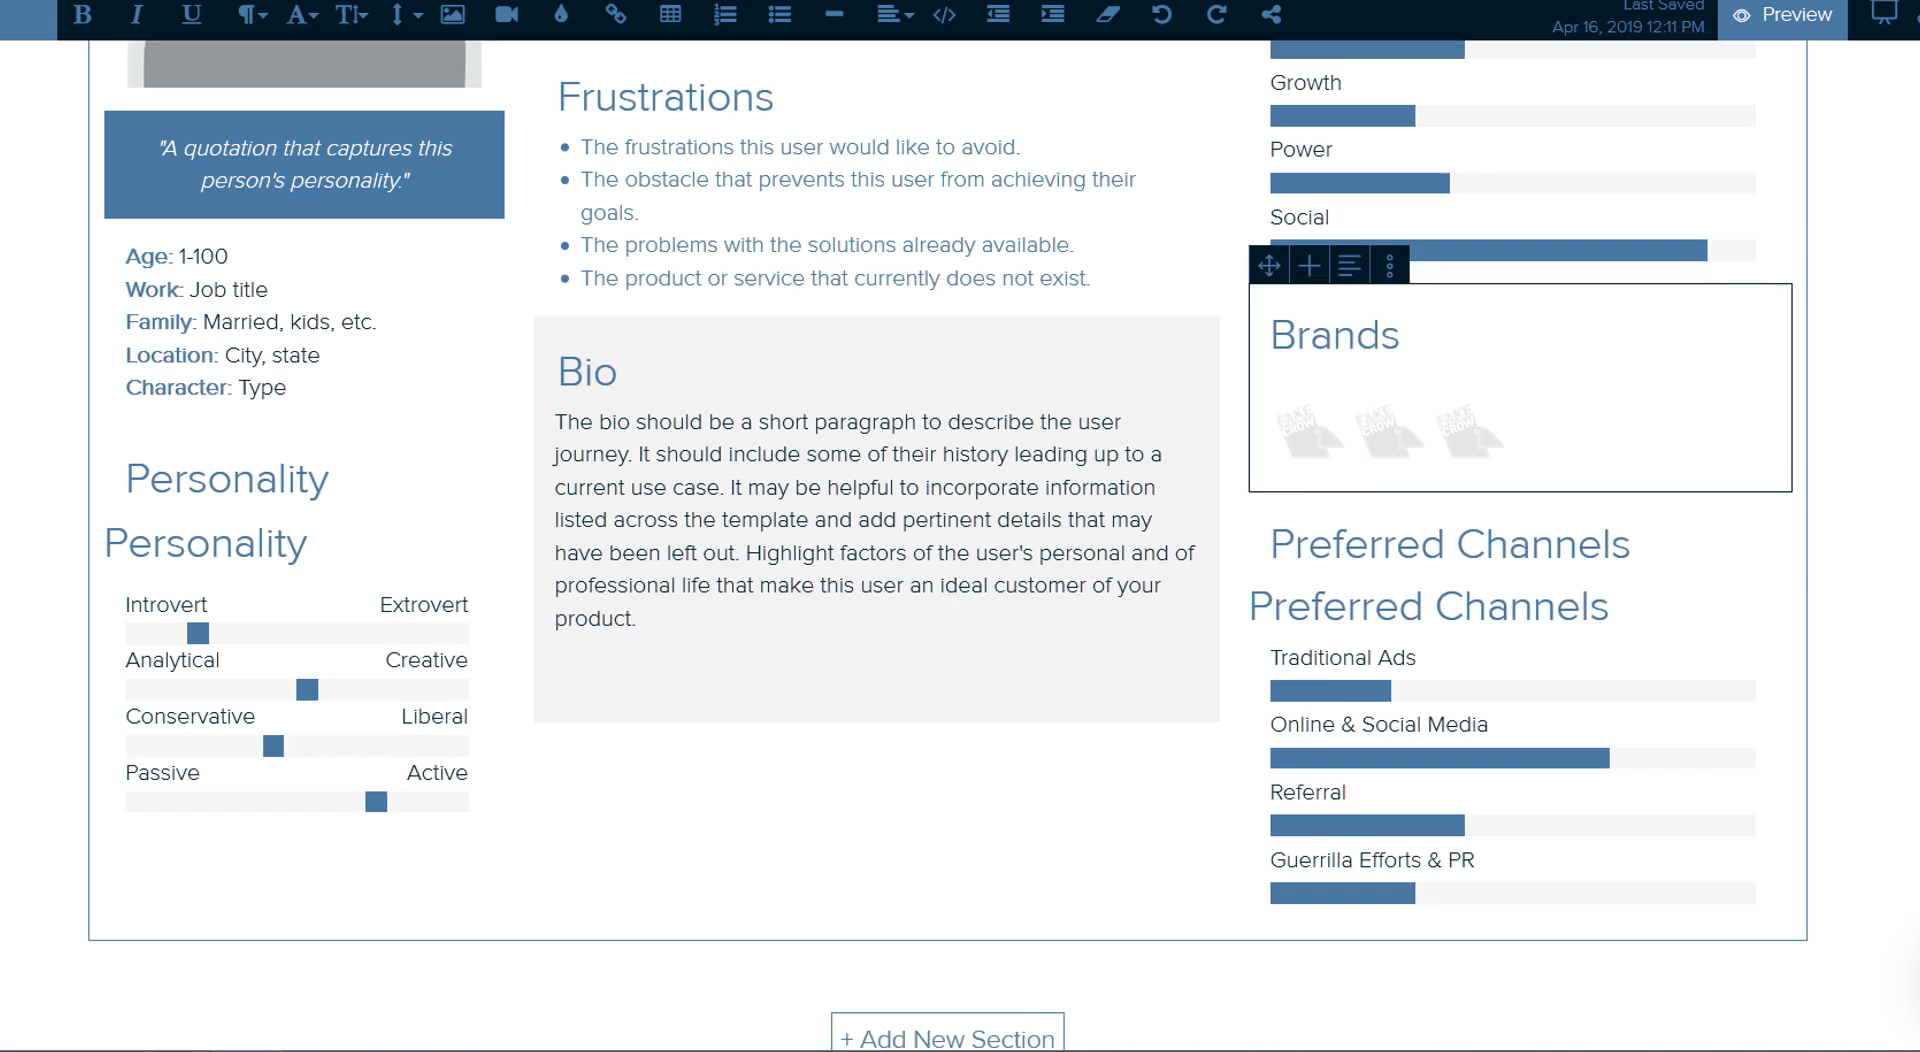 B I U
Last Saved
Apr 16, 2019 12:11 PM
Preview
"A quotation that captures this
person's personality."
Age: 1-100
Work: Job title
Family: Married, kids, etc.
Location: City, state
Character: Type
Personality
Personality
Introvert Extrovert
Analytical Creative
Conservative Liberal
Passive Active
Frustrations
• The frustrations this user would like to avoid.
• The obstacle that prevents this user from achieving their
goals.
• The problems with the solutions already available.
• The product or service that currently does not exist.
Bio
The bio should be a short paragraph to describe the user
journey. It should include some of their history leading up to a
current use case. It may be helpful to incorporate information
listed across the template and add pertinent details that may
have been left out. Highlight factors of the user's personal and of
professional life that make this user an ideal customer of your
product.
Growth
Power
Social
Brands
FAKE CROW FAKE CROW FAKE CROW
Preferred Channels
Preferred Channels
Traditional Ads
Online & Social Media
Referral
Guerrilla Efforts & PR
+ Add New Section